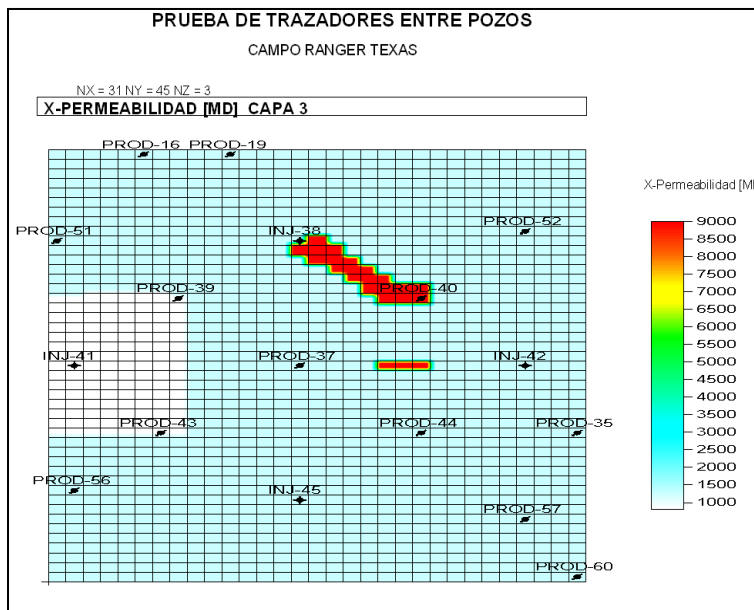 PRUEBA DE TRAZADORES ENTRE POZOS
CAMPO RANGER TEXAS
NX = 31 NY = 45 NZ = 3
X-PERMEABILIDAD [MD] CAPA 3
PROD-16 PROD-19
X-Permeabilidad [M
PROD-51 INJ-38 PROD-52
PROD-39 PROD-40
INJ-41 PROD-37 INJ-42
PROD-43 PROD-44 PROD-35
PROD-56 INJ-45
PROD-57
PROD-60
9000
8500
8000
7500
7000
6500
6000
5500
5000
4500
4000
3500
3000
2500
2000
1500
1000